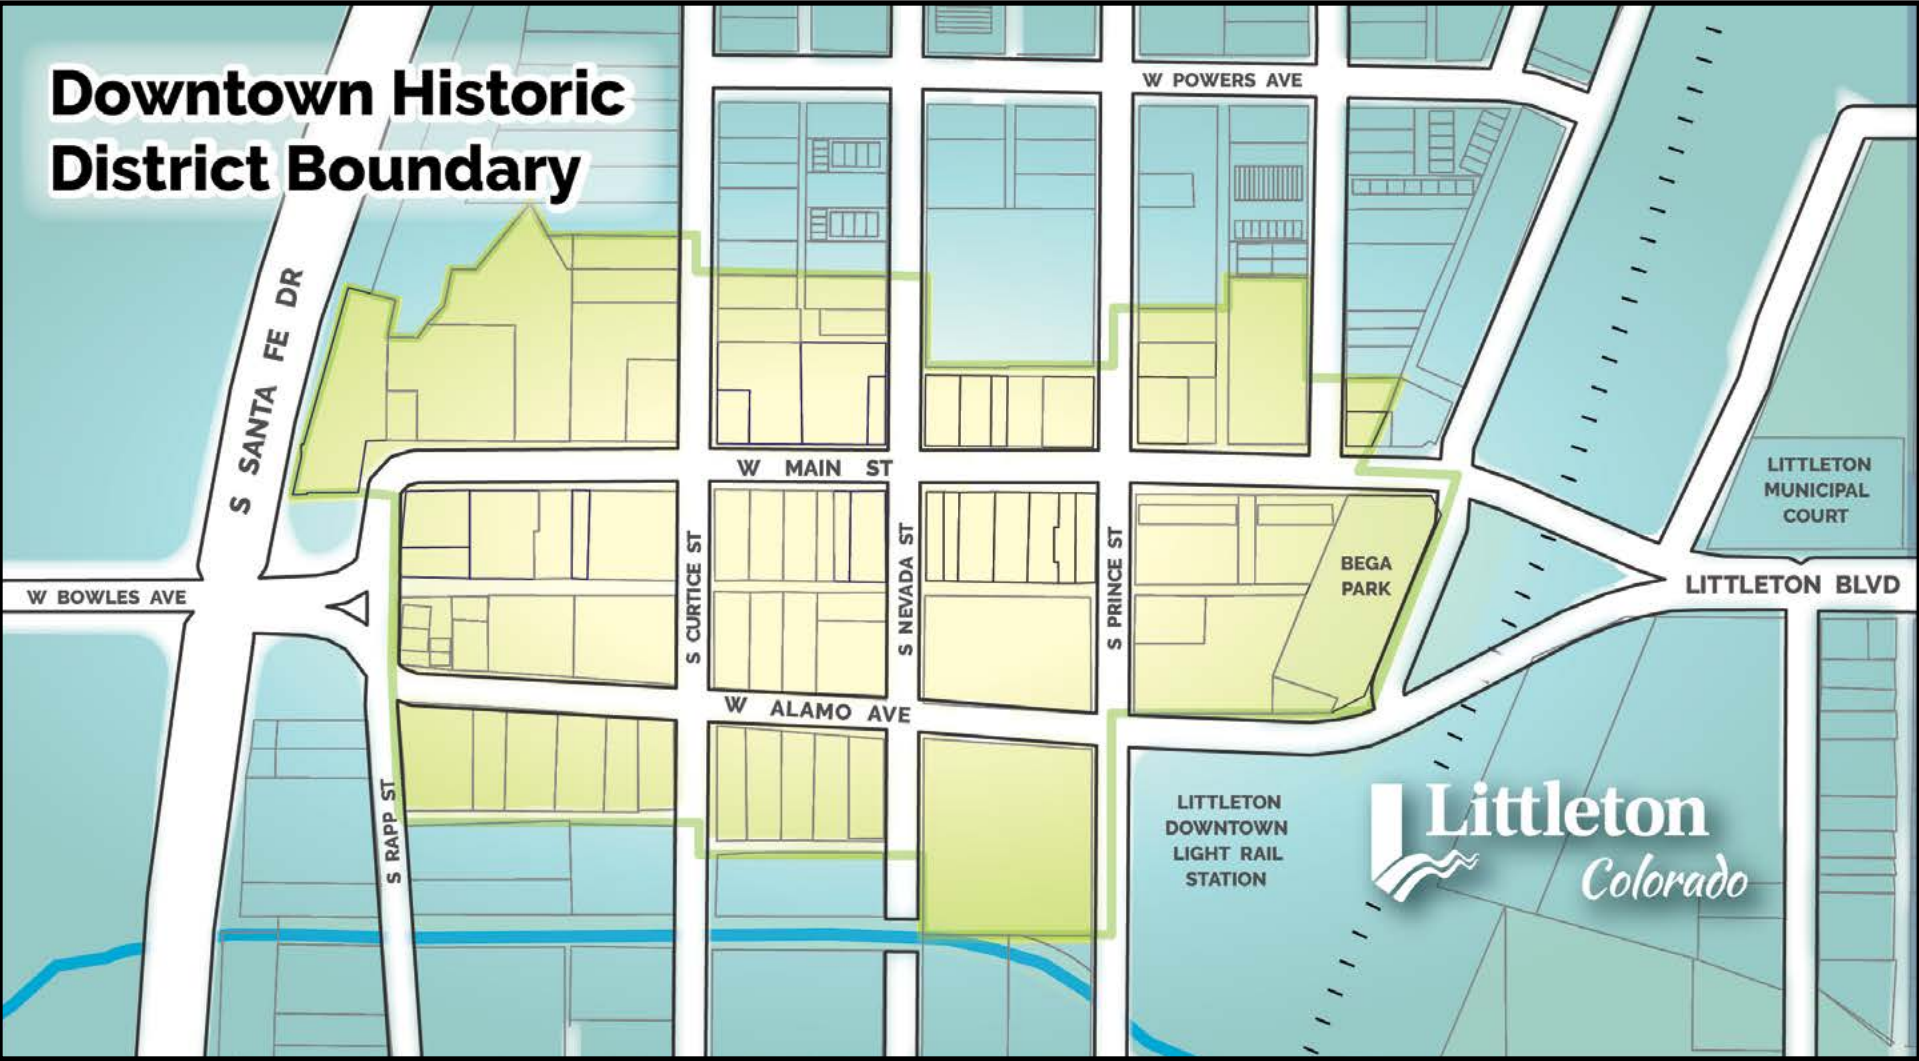 Downtown Historic
District Boundary
W POWERS AVE
S SANTA FE DR
W MAIN ST
LITTLETON
MUNICIPAL
COURT
S CURTICE ST
S NEVADA ST
S PRINCE ST
BEGA
PARK
W BOWLES AVE
LITTLETON BLVD
W ALAMO AVE
S RAPP ST
LITTLETON
DOWNTOWN
LIGHT RAIL
STATION
Littleton
Colorado